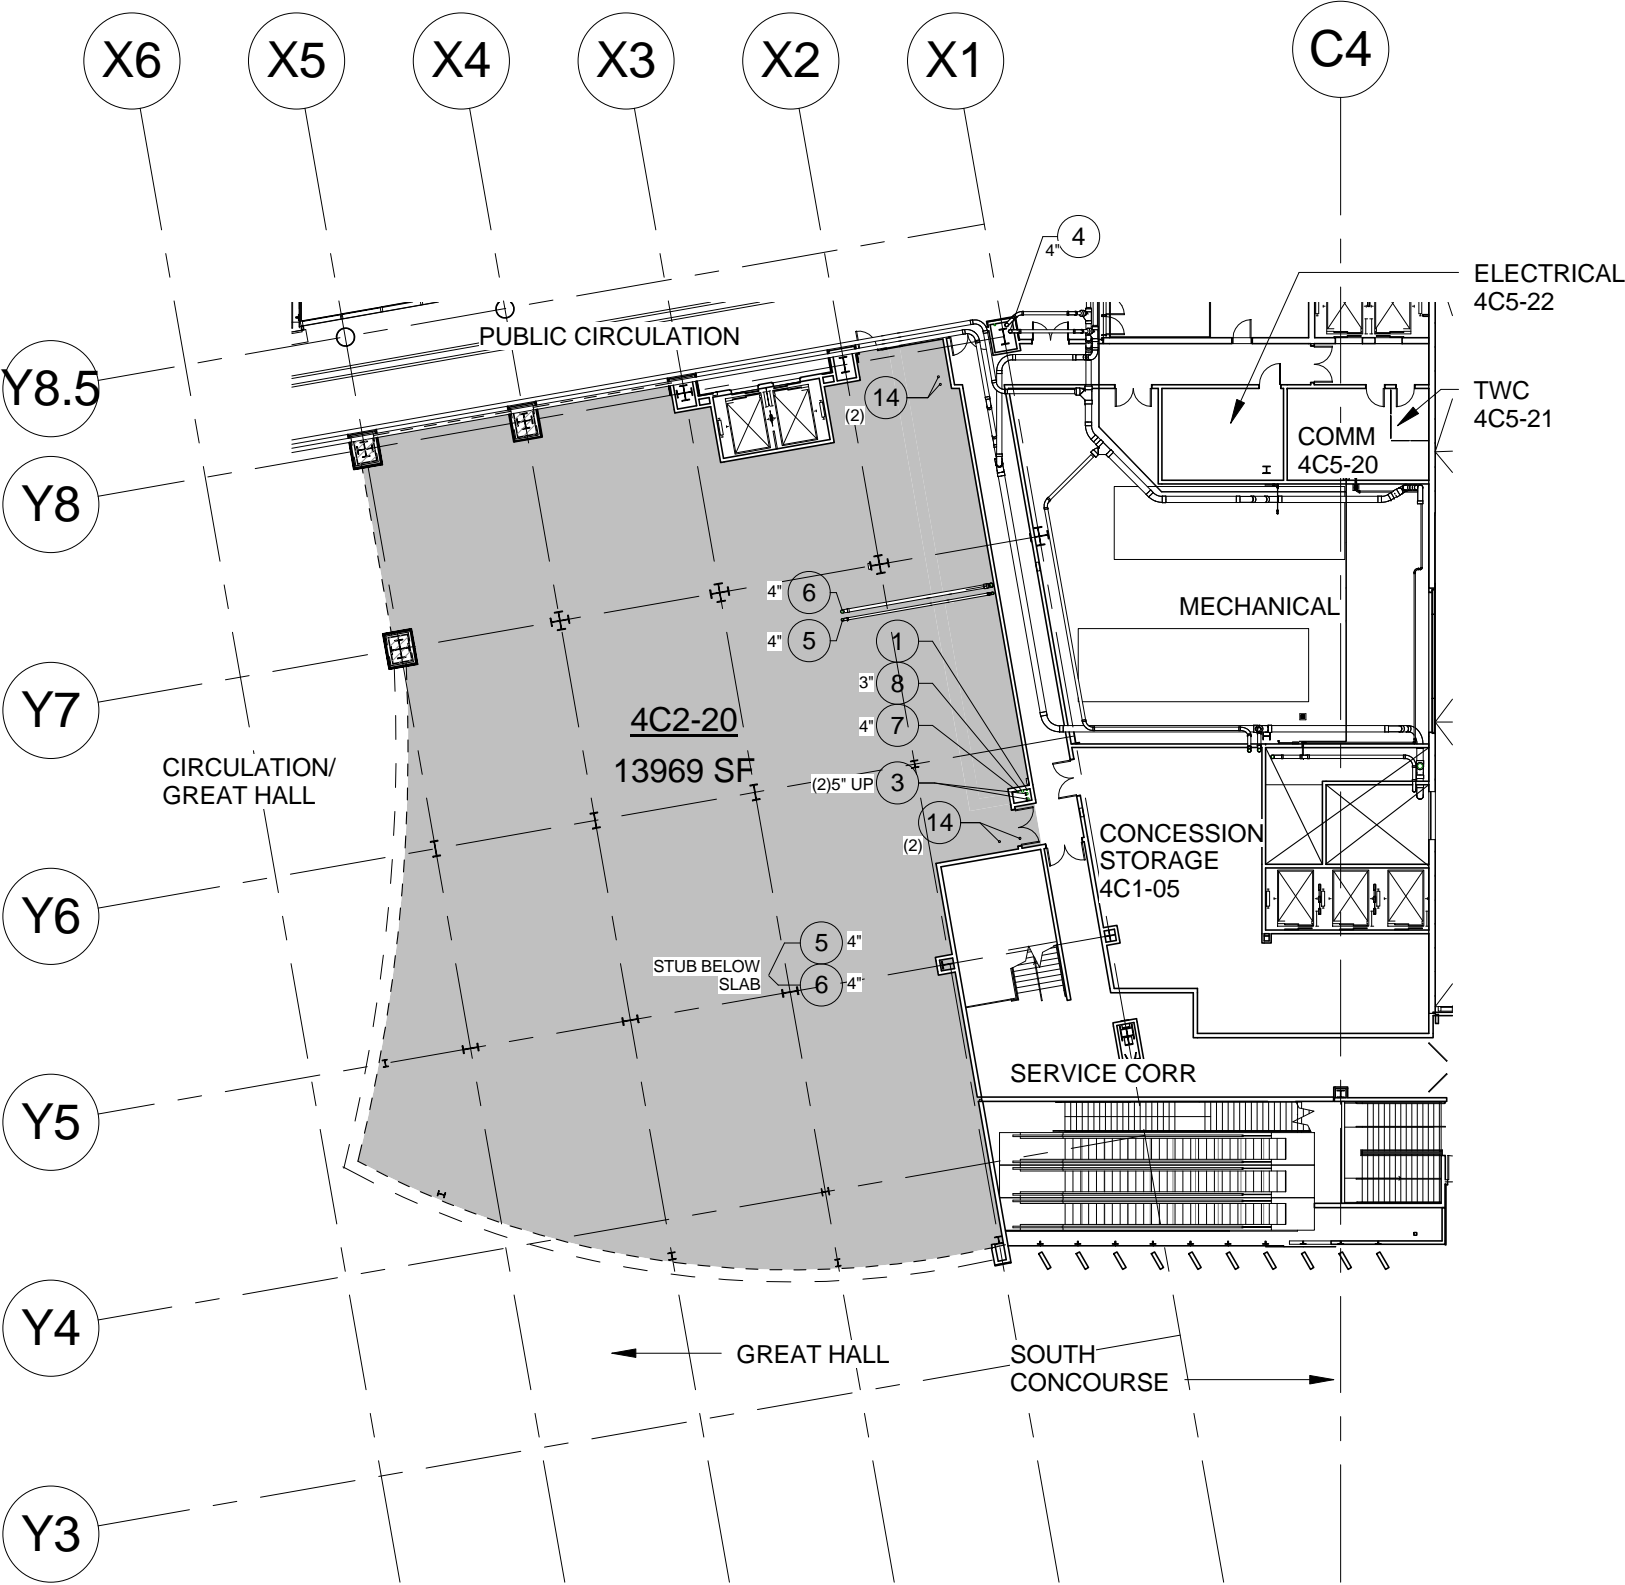 X6
X5
X4
X3
X2
X1
C4
4
4"
ELECTRICAL
4C5-22
PUBLIC CIRCULATION
Y8.5
14
(2)
TWC
4C5-21
COMM
4C5-20
Y8
4"
6
4"
5
1
MECHANICAL
3"
8
4"
7
Y7
4C2-20
13969 SF
CIRCULATION/
GREAT HALL
(2)5" UP
3
14
(2)
CONCESSION
STORAGE
4C1-05
Y6
5
4"
STUB BELOW
SLAB
6
4"
SERVICE CORR
Y5
Y4
GREAT HALL
SOUTH
CONCOURSE
Y3